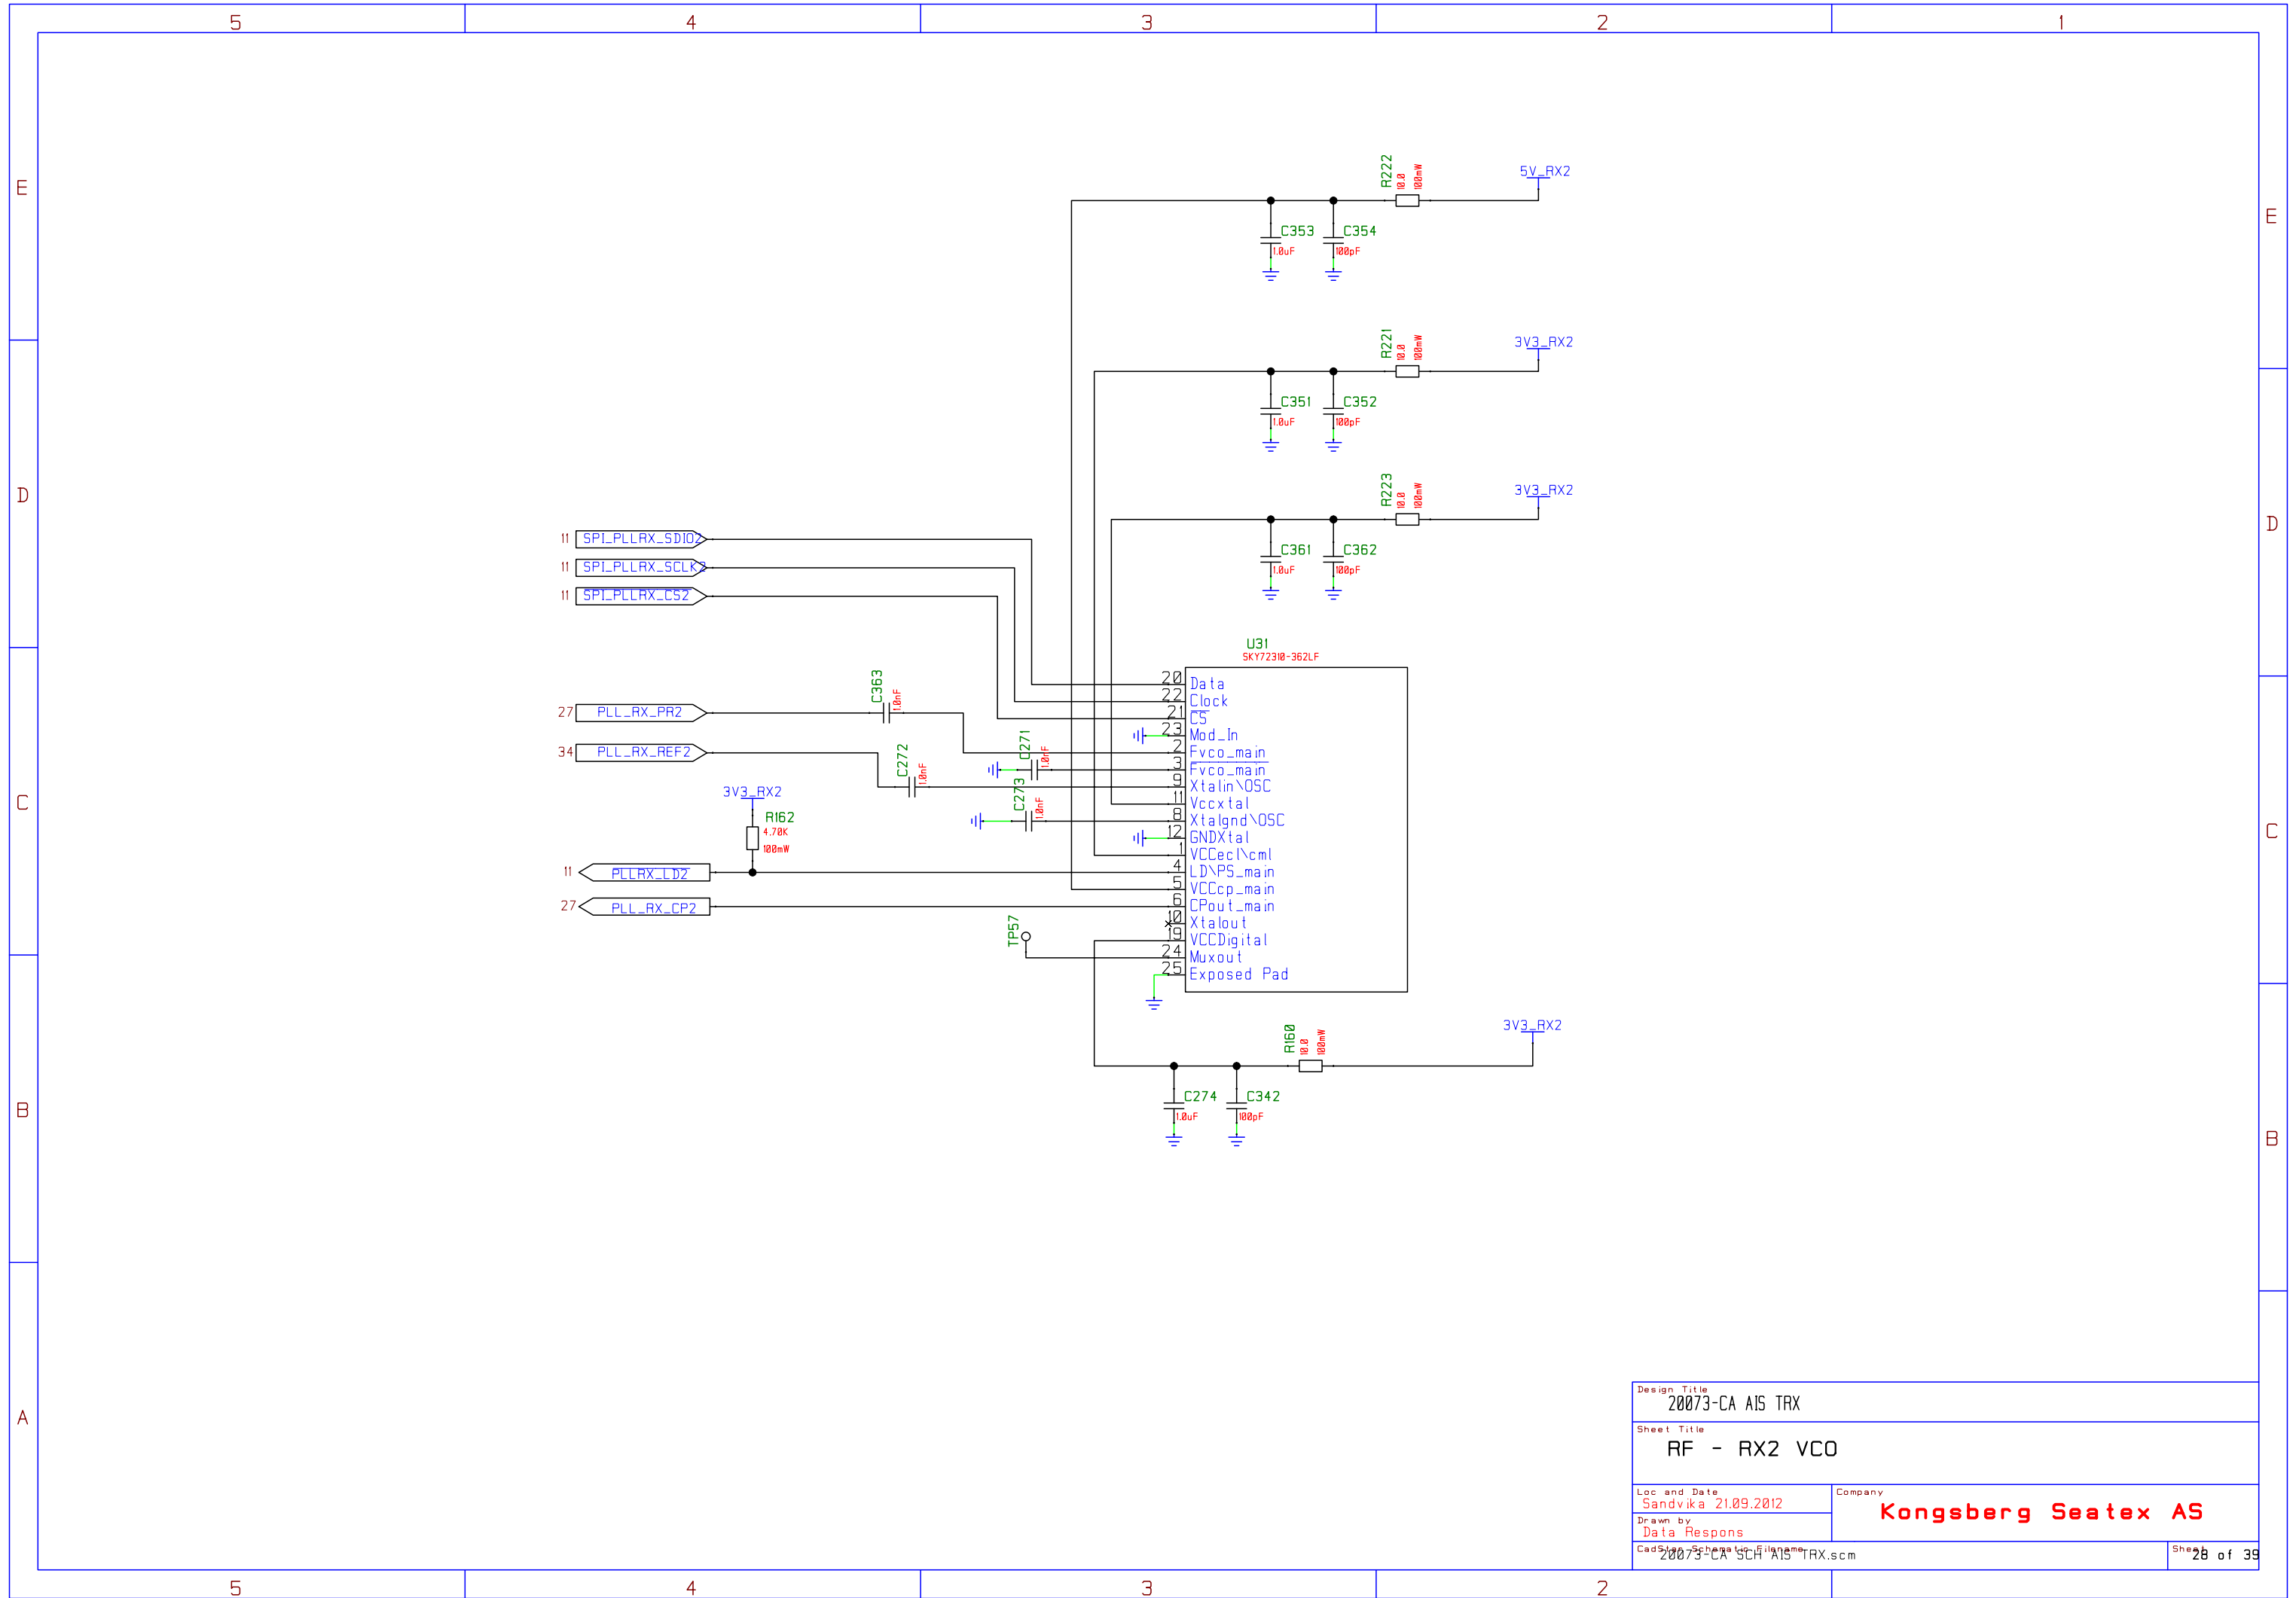 5 4 3 2 1
E
E
R222
10.0
100mW
5V_RX2
C353
1.0uF
C354
100pF
R221
10.0
100mW
3V3_RX2
C351
1.0uF
C352
100pF
D
D
R223
10.0
100mW
3V3_RX2
C361
1.0uF
C362
100pF
11 SPI_PLLRX_SDIO2
11 SPI_PLLRX_SCLK2
11 SPI_PLLRX_CS2
U31
SKY72310-362LF
27 PLL_RX_PR2
C363
1.0nF
34 PLL_RX_REF2
C272
1.0nF
C271
1.0nF
C273
1.0nF
C
C
3V3_RX2
R162
4.70K
100mW
11 PLLRX_LD2
27 PLL_RX_CP2
TP57
20 Data
22 Clock
21 CS
23 Mod_In
2 Fvco_main
3 Fvco_main
9 Xtalin\OSC
11 Vccxtal
8 Xtalgnd\OSC
12 GNDXtal
1 VCCecl\cml
4 LD\PS_main
5 VCCcp_main
6 CPout_main
10 Xtalout
19 VCCDigital
24 Muxout
25 Exposed Pad
R160
10.0
100mW
3V3_RX2
C274
1.0uF
C342
100pF
B
B
A
Design Title
20073-CA AIS TRX
Sheet Title
RF - RX2 VCO
Loc and Date
Sandvika 21.09.2012
Company
Kongsberg Seatex AS
Drawn by
Data Respons
CadStar Schematic Filename
20073-CA SCH AIS TRX.scm
Sheet
28 of 39
5 4 3 2